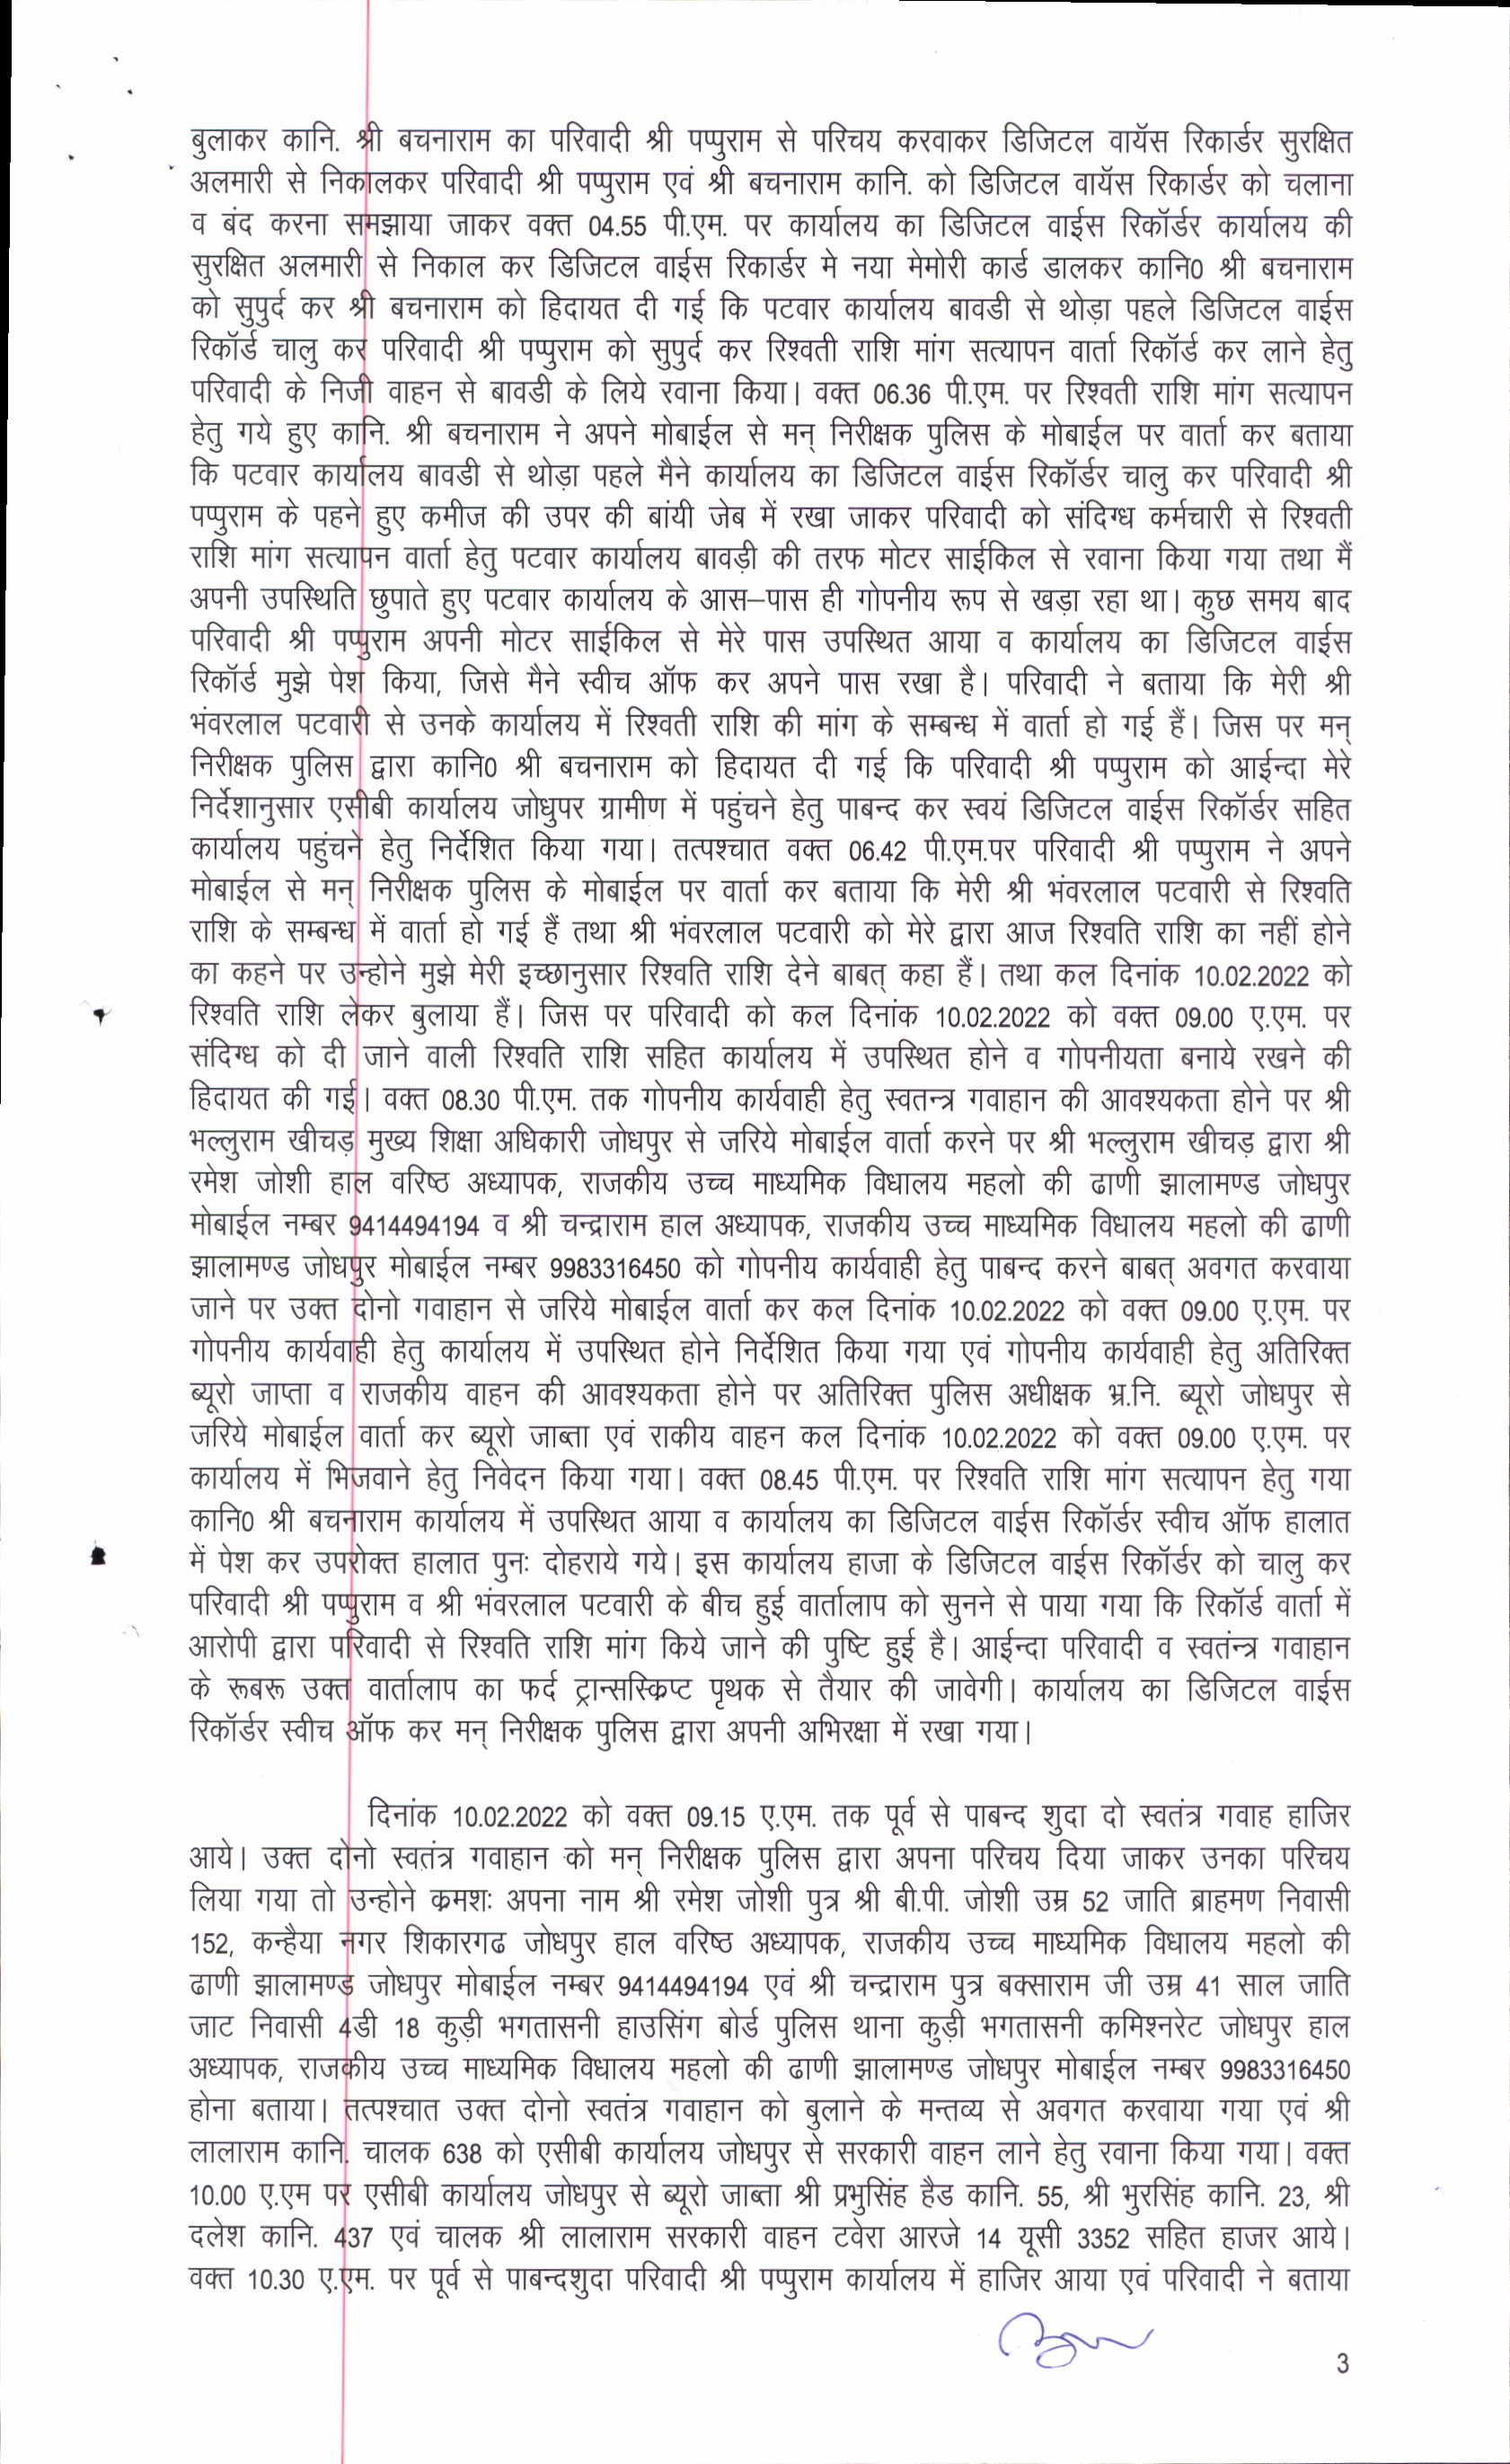 बुलाकर कानि. श्री बचनाराम का परिवादी श्री पप्पुराम से परिचय करवाकर डिजिटल वायॅस रिकार्डर सुरक्षित
अलमारी से निकालकर परिवादी श्री पप्पुराम एवं श्री बचनाराम कानि. को डिजिटल वायॅस रिकार्डर को चलाना
व बंद करना समझाया जाकर वक्त 04.55 पी.एम. पर कार्यालय का डिजिटल वाईस रिकॉर्डर कार्यालय की
सुरक्षित अलमारी से निकाल कर डिजिटल वाईस रिकार्डर मे नया मेमोरी कार्ड डालकर कानि0 श्री बचनाराम
को सुपुर्द कर श्री बचनाराम को हिदायत दी गई कि पटवार कार्यालय बावडी से थोड़ा पहले डिजिटल वाईस
रिकॉर्ड चालु कर परिवादी श्री पप्पुराम को सुपुर्द कर रिश्वती राशि मांग सत्यापन वार्ता रिकॉर्ड कर लाने हेतु
परिवादी के निजी वाहन से बावडी के लिये रवाना किया। वक्त 06.36 पी.एम. पर रिश्वती राशि मांग सत्यापन
हेतु गये हुए कानि. श्री बचनाराम ने अपने मोबाईल से मन् निरीक्षक पुलिस के मोबाईल पर वार्ता कर बताया
कि पटवार कार्यालय बावडी से थोड़ा पहले मैने कार्यालय का डिजिटल वाईस रिकॉर्डर चालु कर परिवादी श्री
पप्पुराम के पहने हुए कमीज की उपर की बांयी जेब में रखा जाकर परिवादी को संदिग्ध कर्मचारी से रिश्वती
राशि मांग सत्यापन वार्ता हेतु पटवार कार्यालय बावड़ी की तरफ मोटर साईकिल से रवाना किया गया तथा मैं
अपनी उपस्थिति छुपाते हुए पटवार कार्यालय के आस–पास ही गोपनीय रूप से खड़ा रहा था। कुछ समय बाद
परिवादी श्री पप्पुराम अपनी मोटर साईकिल से मेरे पास उपस्थित आया व कार्यालय का डिजिटल वाईस
रिकॉर्ड मुझे पेश किया, जिसे मैने स्वीच ऑफ कर अपने पास रखा है। परिवादी ने बताया कि मेरी श्री
भंवरलाल पटवारी से उनके कार्यालय में रिश्वती राशि की मांग के सम्बन्ध में वार्ता हो गई हैं। जिस पर मन्
निरीक्षक पुलिस द्वारा कानि0 श्री बचनाराम को हिदायत दी गई कि परिवादी श्री पप्पुराम को आईन्दा मेरे
निर्देशानुसार एसीबी कार्यालय जोधुपर ग्रामीण में पहुंचने हेतु पाबन्द कर स्वयं डिजिटल वाईस रिकॉर्डर सहित
कार्यालय पहुंचने हेतु निर्देशित किया गया। तत्पश्चात वक्त 06.42 पी.एम.पर परिवादी श्री पप्पुराम ने अपने
मोबाईल से मन् निरीक्षक पुलिस के मोबाईल पर वार्ता कर बताया कि मेरी श्री भंवरलाल पटवारी से रिश्वति
राशि के सम्बन्ध में वार्ता हो गई हैं तथा श्री भंवरलाल पटवारी को मेरे द्वारा आज रिश्वति राशि का नहीं होने
का कहने पर उन्होने मुझे मेरी इच्छानुसार रिश्वति राशि देने बाबत् कहा हैं। तथा कल दिनांक 10.02.2022 को
रिश्वति राशि लेकर बुलाया हैं। जिस पर परिवादी को कल दिनांक 10.02.2022 को वक्त 09.00 ए.एम. पर
संदिग्ध को दी जाने वाली रिश्वति राशि सहित कार्यालय में उपस्थित होने व गोपनीयता बनाये रखने की
हिदायत की गई। वक्त 08.30 पी.एम. तक गोपनीय कार्यवाही हेतु स्वतन्त्र गवाहान की आवश्यकता होने पर श्री
भल्लुराम खीचड़ मुख्य शिक्षा अधिकारी जोधपुर से जरिये मोबाईल वार्ता करने पर श्री भल्लुराम खीचड़ द्वारा श्री
रमेश जोशी हाल वरिष्ठ अध्यापक, राजकीय उच्च माध्यमिक विधालय महलो की ढाणी झालामण्ड जोधपुर
मोबाईल नम्बर 9414494194 व श्री चन्द्राराम हाल अध्यापक, राजकीय उच्च माध्यमिक विधालय महलो की ढाणी
झालामण्ड जोधपुर मोबाईल नम्बर 9983316450 को गोपनीय कार्यवाही हेतु पाबन्द करने बाबत् अवगत करवाया
जाने पर उक्त दोनो गवाहान से जरिये मोबाईल वार्ता कर कल दिनांक 10.02.2022 को वक्त 09.00 ए.एम. पर
गोपनीय कार्यवाही हेतु कार्यालय में उपस्थित होने निर्देशित किया गया एवं गोपनीय कार्यवाही हेतु अतिरिक्त
ब्यूरो जाप्ता व राजकीय वाहन की आवश्यकता होने पर अतिरिक्त पुलिस अधीक्षक भ्र.नि. ब्यूरो जोधपुर से
जरिये मोबाईल वार्ता कर ब्यूरो जाब्ता एवं राकीय वाहन कल दिनांक 10.02.2022 को वक्त 09.00 ए.एम. पर
कार्यालय में भिजवाने हेतु निवेदन किया गया। वक्त 08.45 पी.एम. पर रिश्वति राशि मांग सत्यापन हेतु गया
कानि0 श्री बचनाराम कार्यालय में उपस्थित आया व कार्यालय का डिजिटल वाईस रिकॉर्डर स्वीच ऑफ हालात
में पेश कर उपरोक्त हालात पुनः दोहराये गये। इस कार्यालय हाजा के डिजिटल वाईस रिकॉर्डर को चालु कर
परिवादी श्री पप्पुराम व श्री भंवरलाल पटवारी के बीच हुई वार्तालाप को सुनने से पाया गया कि रिकॉर्ड वार्ता में
आरोपी द्वारा परिवादी से रिश्वति राशि मांग किये जाने की पुष्टि हुई है। आईन्दा परिवादी व स्वतंन्त्र गवाहान
के रूबरू उक्त वार्तालाप का फर्द ट्रान्सस्क्रिप्ट पृथक से तैयार की जावेगी। कार्यालय का डिजिटल वाईस
रिकॉर्डर स्वीच ऑफ कर मन् निरीक्षक पुलिस द्वारा अपनी अभिरक्षा में रखा गया।
दिनांक 10.02.2022 को वक्त 09.15 ए.एम. तक पूर्व से पाबन्द शुदा दो स्वतंत्र गवाह हाजिर
आये। उक्त दोनो स्वतंत्र गवाहान को मन् निरीक्षक पुलिस द्वारा अपना परिचय दिया जाकर उनका परिचय
लिया गया तो उन्होने क्रमशः अपना नाम श्री रमेश जोशी पुत्र श्री बी.पी. जोशी उम्र 52 जाति ब्राहमण निवासी
152, कन्हैया नगर शिकारगढ जोधपुर हाल वरिष्ठ अध्यापक, राजकीय उच्च माध्यमिक विधालय महलो की
ढाणी झालामण्ड जोधपुर मोबाईल नम्बर 9414494194 एवं श्री चन्द्राराम पुत्र बक्साराम जी उम्र 41 साल जाति
जाट निवासी 4डी 18 कुड़ी भगतासनी हाउसिंग बोर्ड पुलिस थाना कुड़ी भगतासनी कमिश्नरेट जोधपुर हाल
अध्यापक, राजकीय उच्च माध्यमिक विधालय महलो की ढाणी झालामण्ड जोधपुर मोबाईल नम्बर 9983316450
होना बताया। तत्पश्चात उक्त दोनो स्वतंत्र गवाहान को बुलाने के मन्तव्य से अवगत करवाया गया एवं श्री
लालाराम कानि. चालक 638 को एसीबी कार्यालय जोधपुर से सरकारी वाहन लाने हेतु रवाना किया गया। वक्त
10.00 ए.एम पर एसीबी कार्यालय जोधपुर से ब्यूरो जाब्ता श्री प्रभुसिंह हैड कानि. 55, श्री भुरसिंह कानि. 23, श्री
दलेश कानि. 437 एवं चालक श्री लालाराम सरकारी वाहन टवेरा आरजे 14 यूसी 3352 सहित हाजर आये।
वक्त 10.30 ए.एम. पर पूर्व से पाबन्दशुदा परिवादी श्री पप्पुराम कार्यालय में हाजिर आया एवं परिवादी ने बताया
3